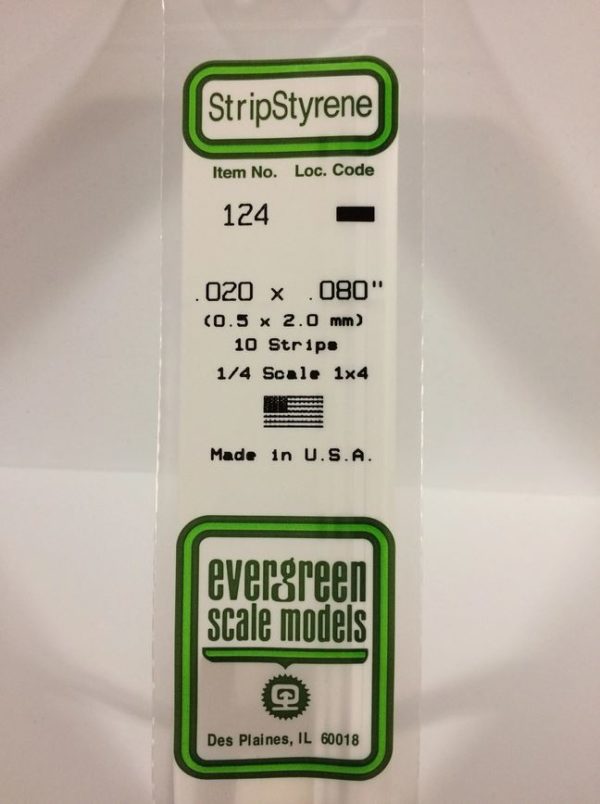 StripStyrene
Item No. Loc. Code
124
.020 x .080"
(0.5 x 2.0 mm)
10 Strips
1/4 Scale 1x4
Made in U.S.A.
evergreen
scale models
Des Plaines, IL 60018